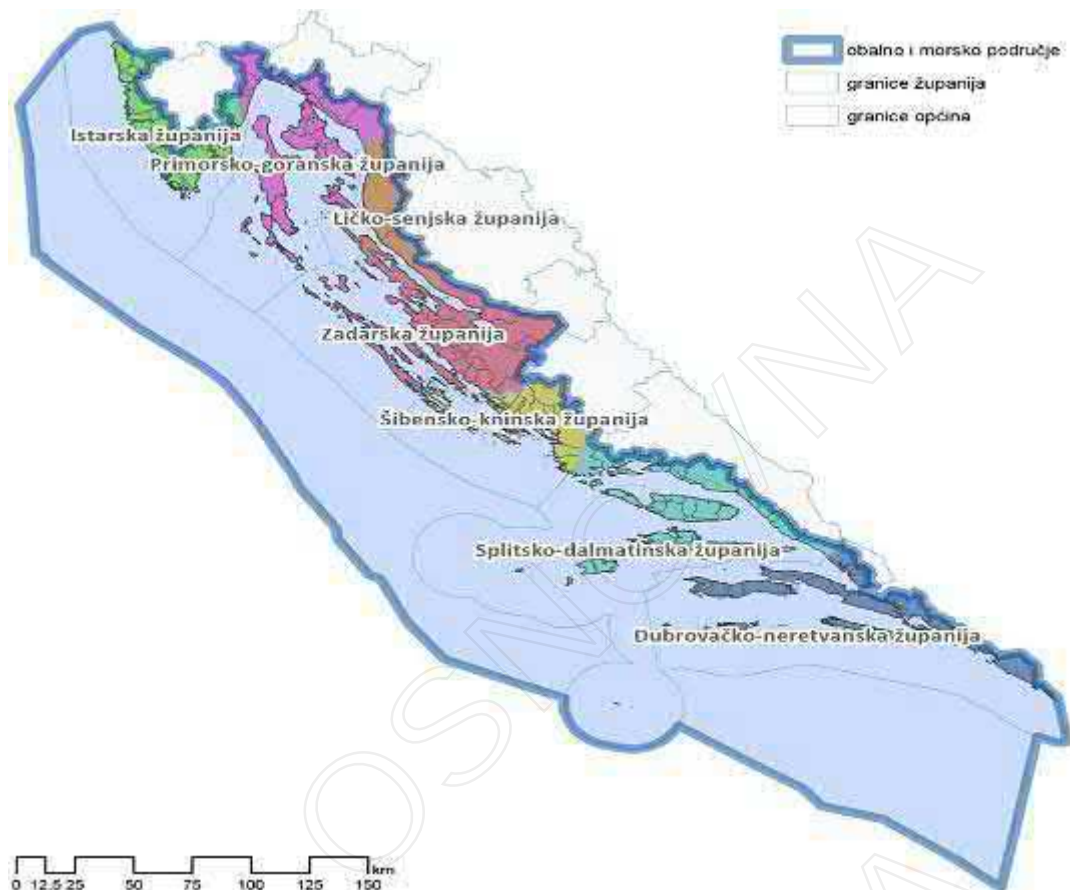 obalno i morsko područje
granice županija
granice općina
Istarska županija
Primorsko-goranska županija
Ličko-senjska županija
Zadarska županija
Šibensko-kninska županija
Splitsko-dalmatinska županija
Dubrovačko-neretvanska županija
km
0 12.5 25 50 75 100 125 150